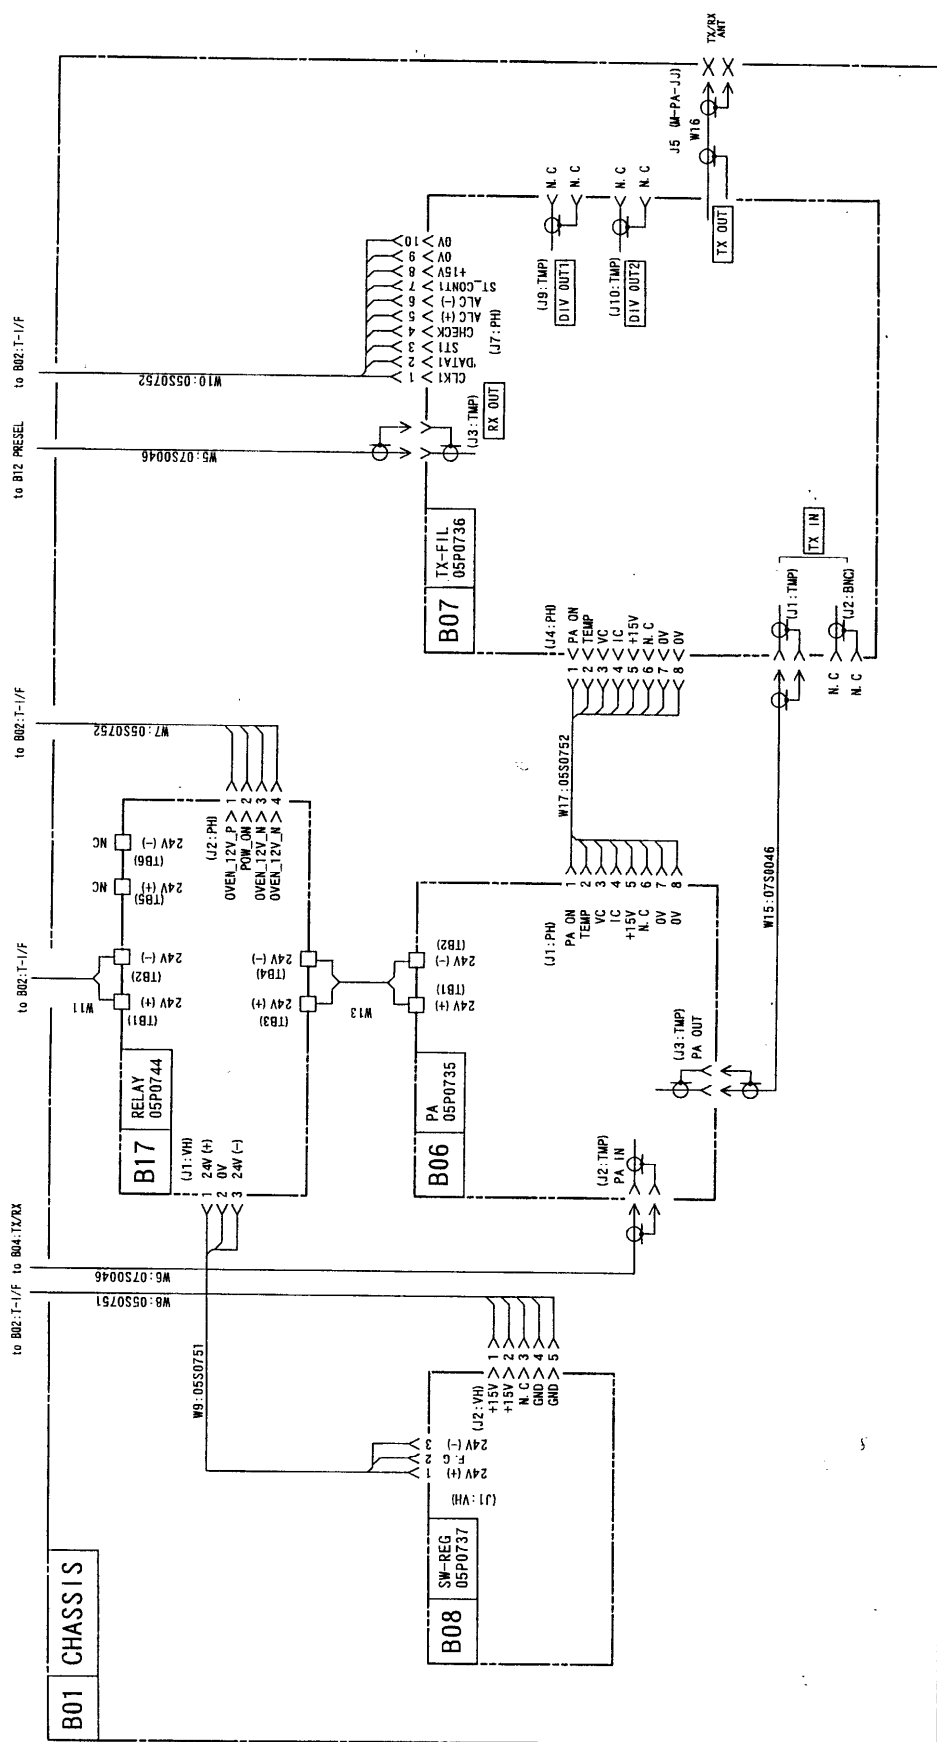 B01 CHASSIS
to B02:T-I/F
to B04:TX/RX
to B02:T-I/F
to B02:T-I/F
to B12 PRESEL
to B02:T-I/F
W8:05S0751
W6:07S0046
W11
W7:05S0752
W5:07S0046
W10:05S0752
B17
RELAY
05P0744
(J1:VH)
1 24V(+)
2 0V
3 24V(-)
24V(+)
(TB1)
24V(-)
(TB2)
NC
24V(+)
(TB5)
NC
24V(-)
(TB6)
(J2:PH)
OVEN_12V_P 1
POW_ON 2
OVEN_12V_N 3
OVEN_12V_N 4
24V(+)
(TB3)
24V(-)
(TB4)
W13
W9:05S0751
B08
SW-REG
05P0737
(J1:VH)
1 24V(+)
2 F.G
3 24V(-)
(J2:VH)
+15V 1
+15V 2
N.C 3
GND 4
GND 5
B06
PA
05P0735
24V(+)
(TB1)
24V(-)
(TB2)
(J2:TMP)
PA IN
(J3:TMP)
PA OUT
(J1:PH)
PA ON 1
TEMP 2
VC 3
IC 4
+15V 5
N.C 6
0V 7
0V 8
W17:05S0752
W15:07S0046
B07
TX-FIL
05P0736
(J4:PH)
1 PA ON
2 TEMP
3 VC
4 IC
5 +15V
6 N.C
7 0V
8 0V
(J1:TMP)
TX IN
(J2:BNC)
N.C
N.C
(J3:TMP)
RX OUT
(J7:PH)
1 CLK1
2 DATA1
3 ST1
4 CHECK
5 ALC(+)
6 ALC(-)
7 ST_CONT1
8 +15V
9 0V
10 0V
(J9:TMP)
DIV OUT1
N.C
N.C
(J10:TMP)
DIV OUT2
N.C
N.C
TX OUT
J5 (M-PA-JJ)
W16
TX/RX
ANT